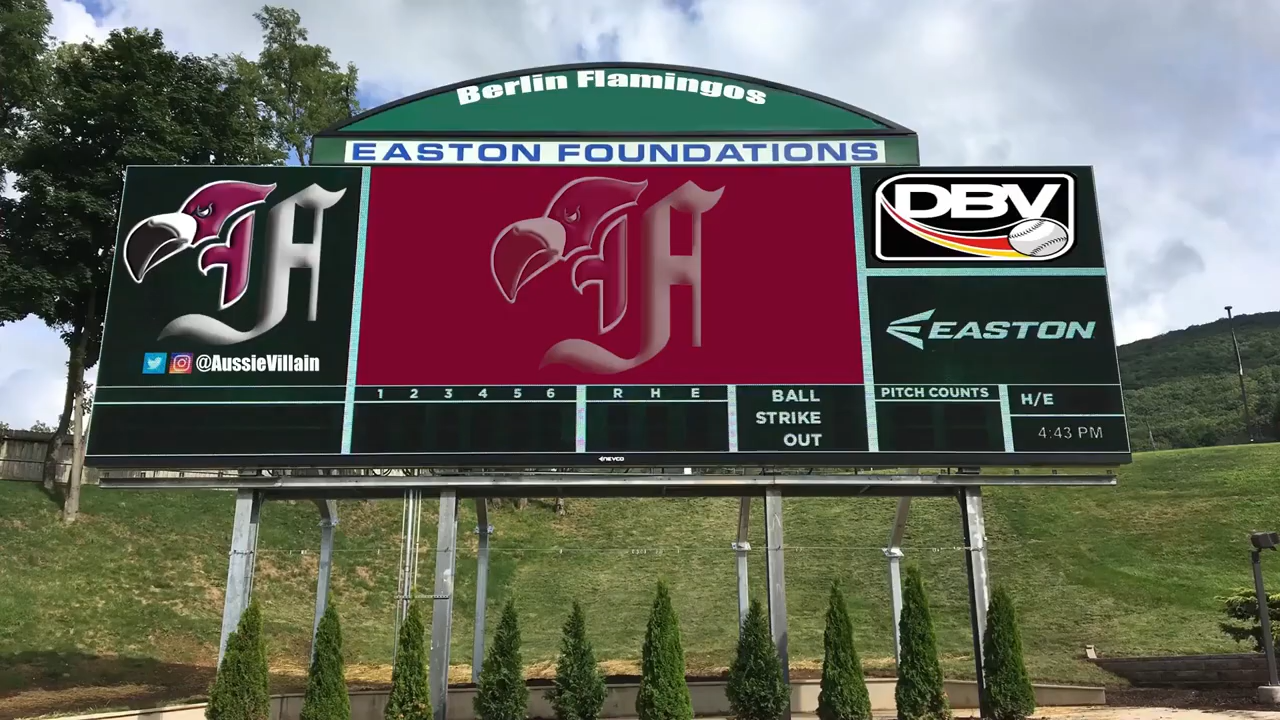 Berlin Flamingos
EASTON FOUNDATIONS
DBV
EASTON
@AussieVillain
1 2 3 4 5 6 R H E
BALL
STRIKE
OUT
PITCH COUNTS
H/E
4:43 PM
NEVCO